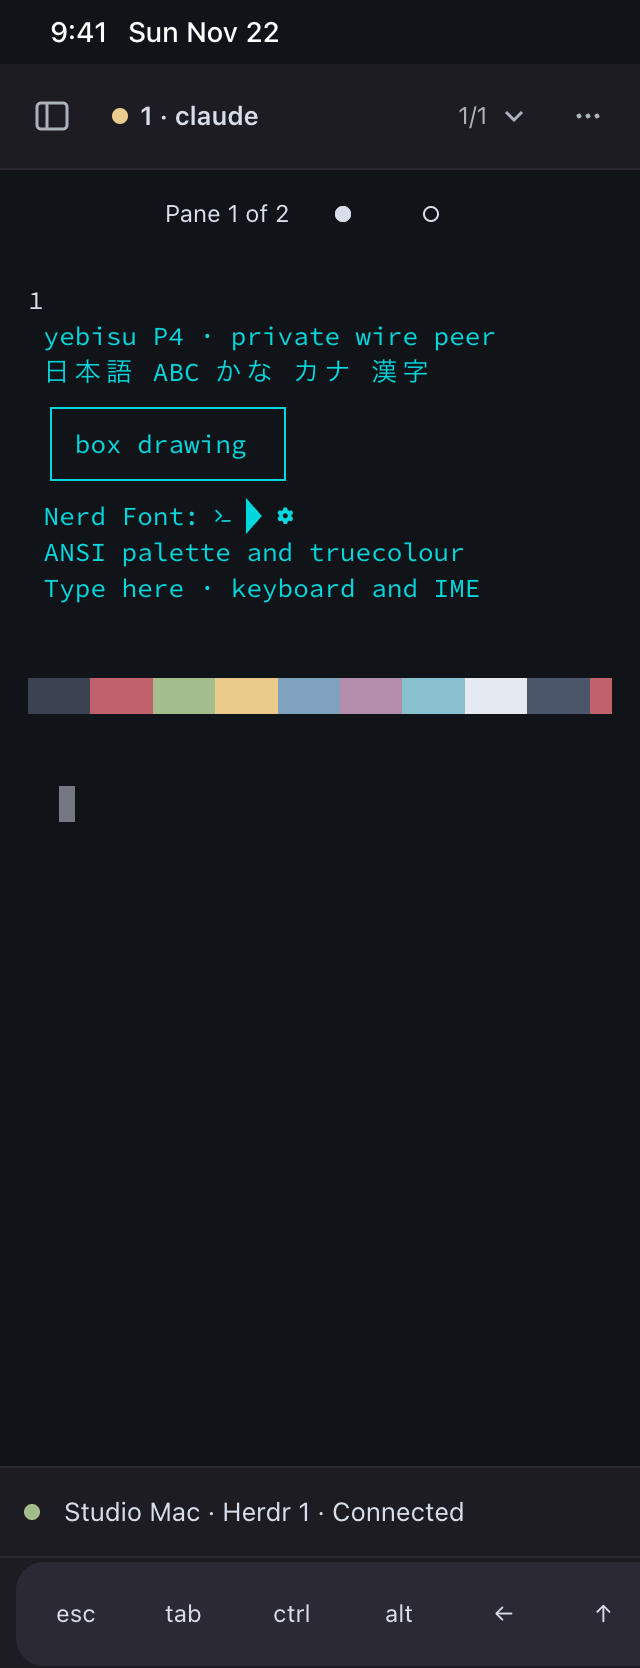 9:41 Sun Nov 22
1 · claude 1/1
Pane 1 of 2
1
yebisu P4 · private wire peer
日本語 ABC かな カナ 漢字
box drawing
Nerd Font:
ANSI palette and truecolour
Type here · keyboard and IME
Studio Mac · Herdr 1 · Connected
esc tab ctrl alt ← ↑